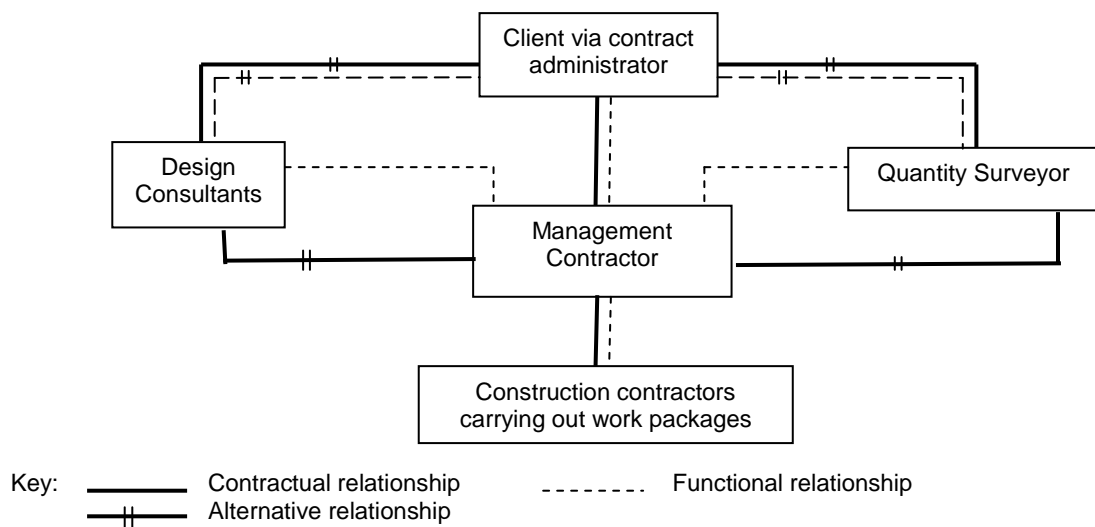 Client via contract
administrator
Design
Consultants
Quantity Surveyor
Management
Contractor
Construction contractors
carrying out work packages
Key: Contractual relationship Functional relationship
Alternative relationship